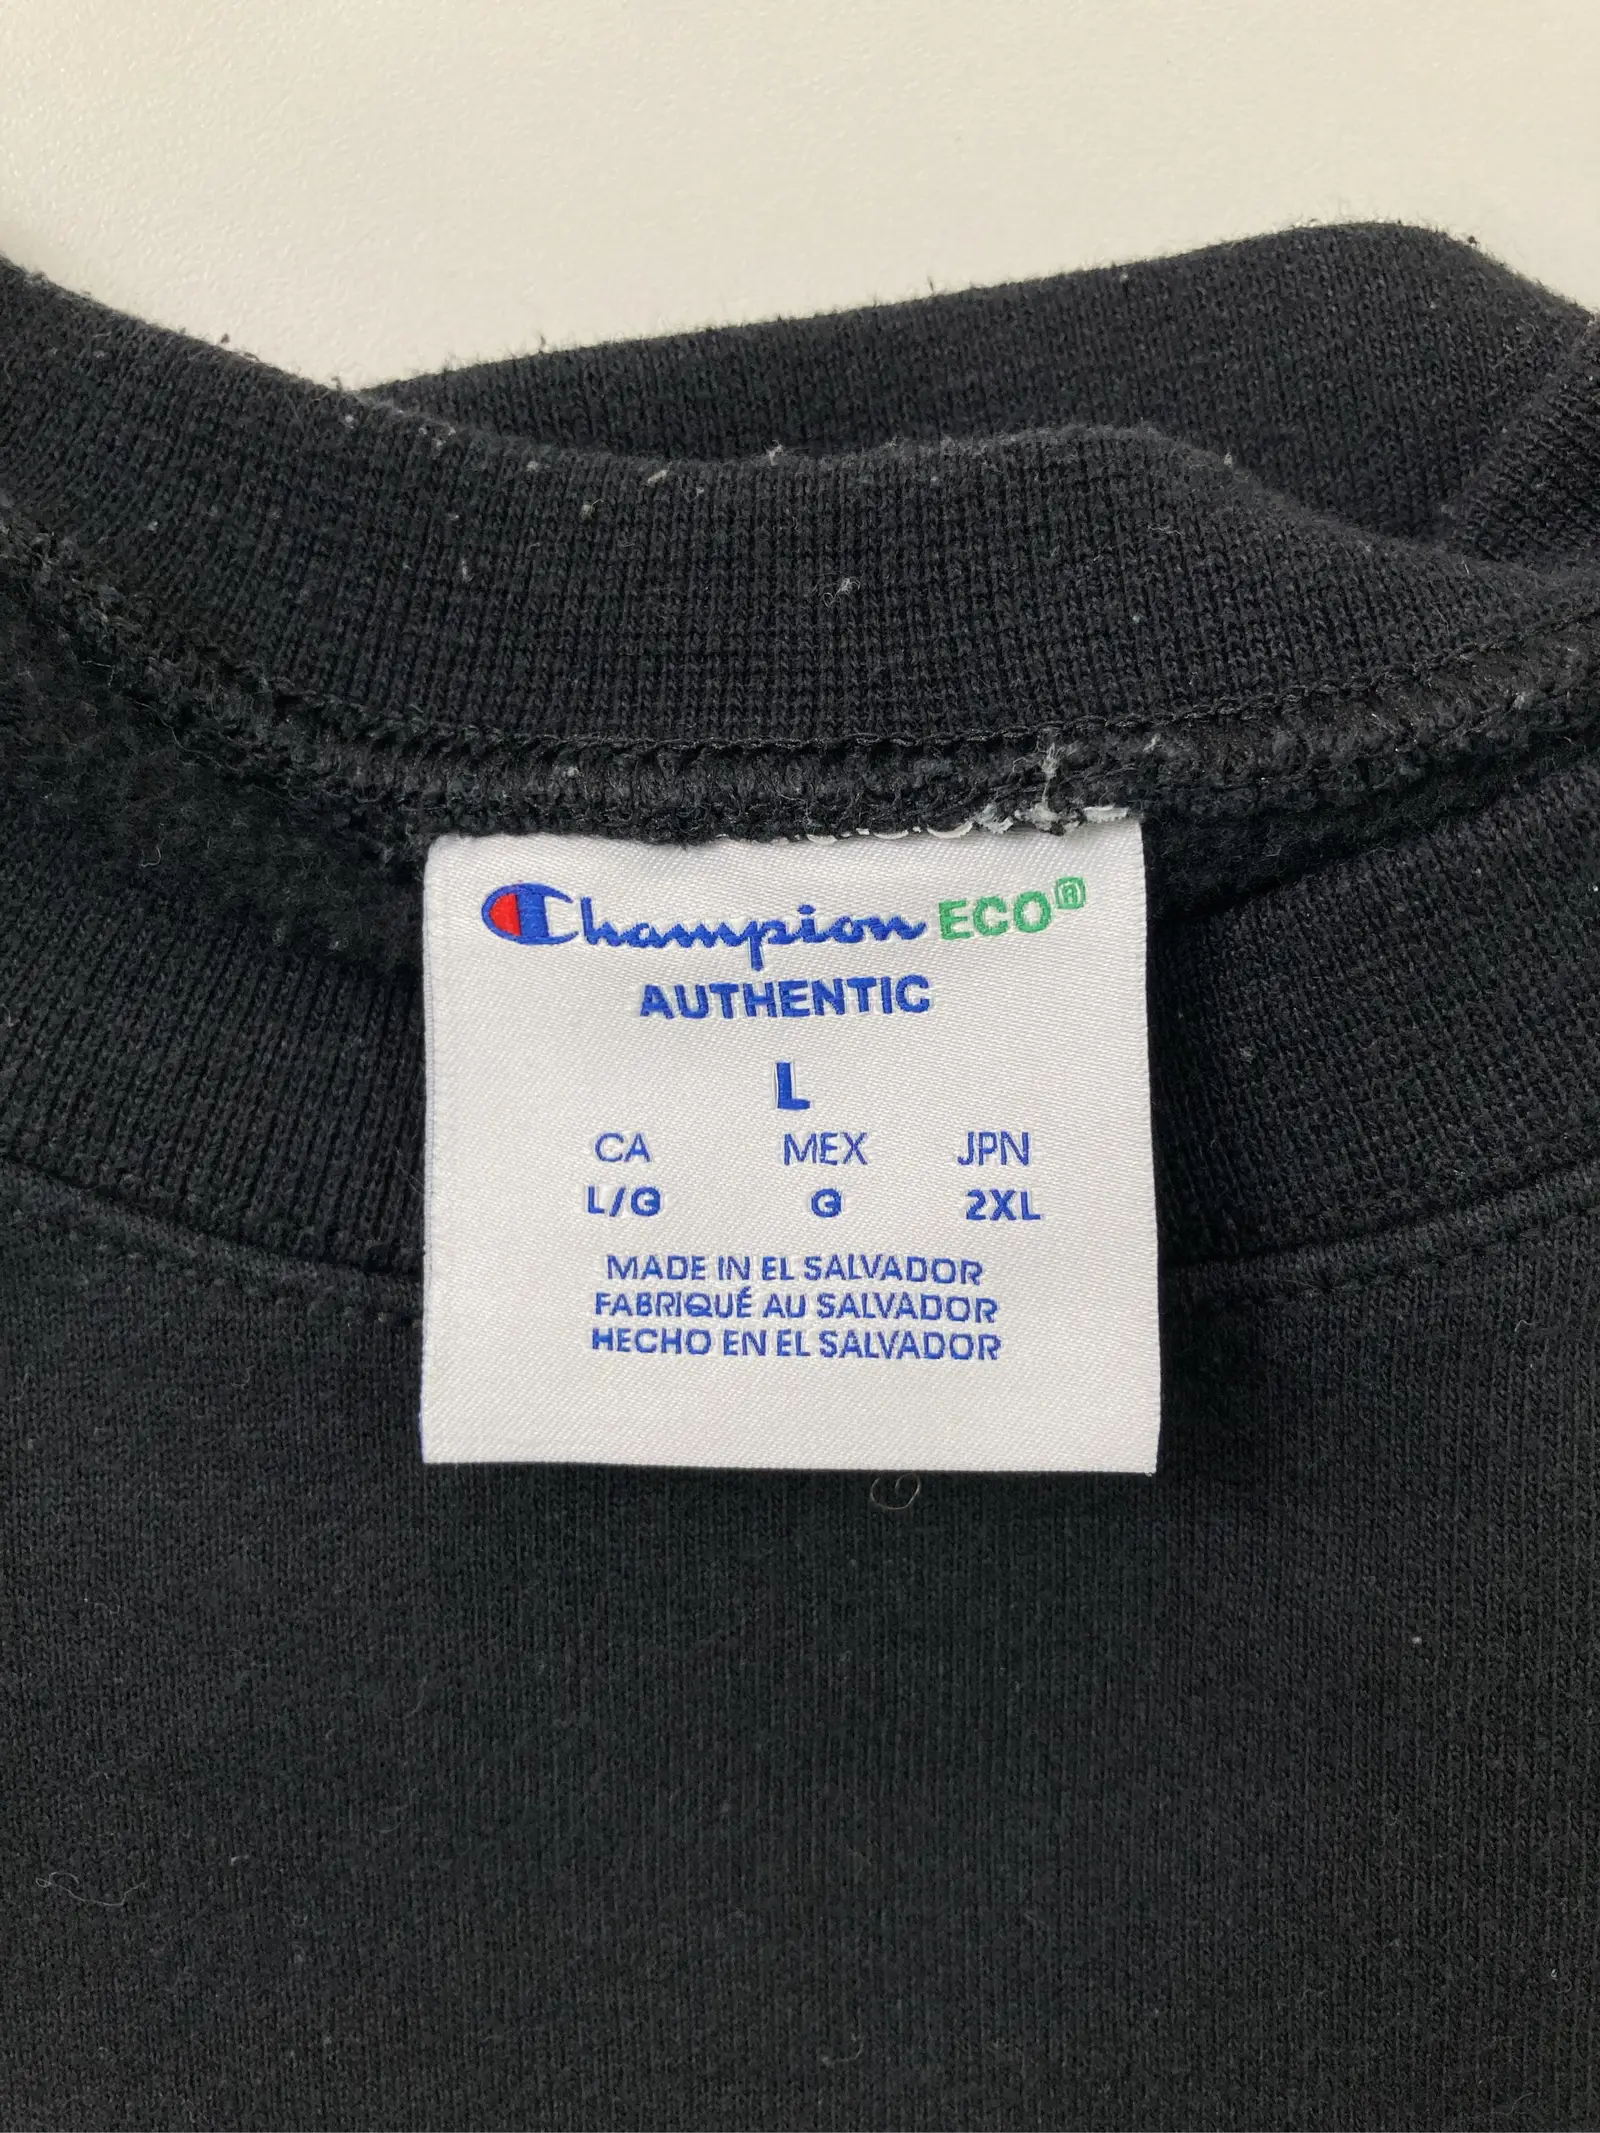 Champion ECO®
AUTHENTIC
L
CA MEX JPN
L/G G 2XL
MADE IN EL SALVADOR
FABRIQUÉ AU SALVADOR
HECHO EN EL SALVADOR